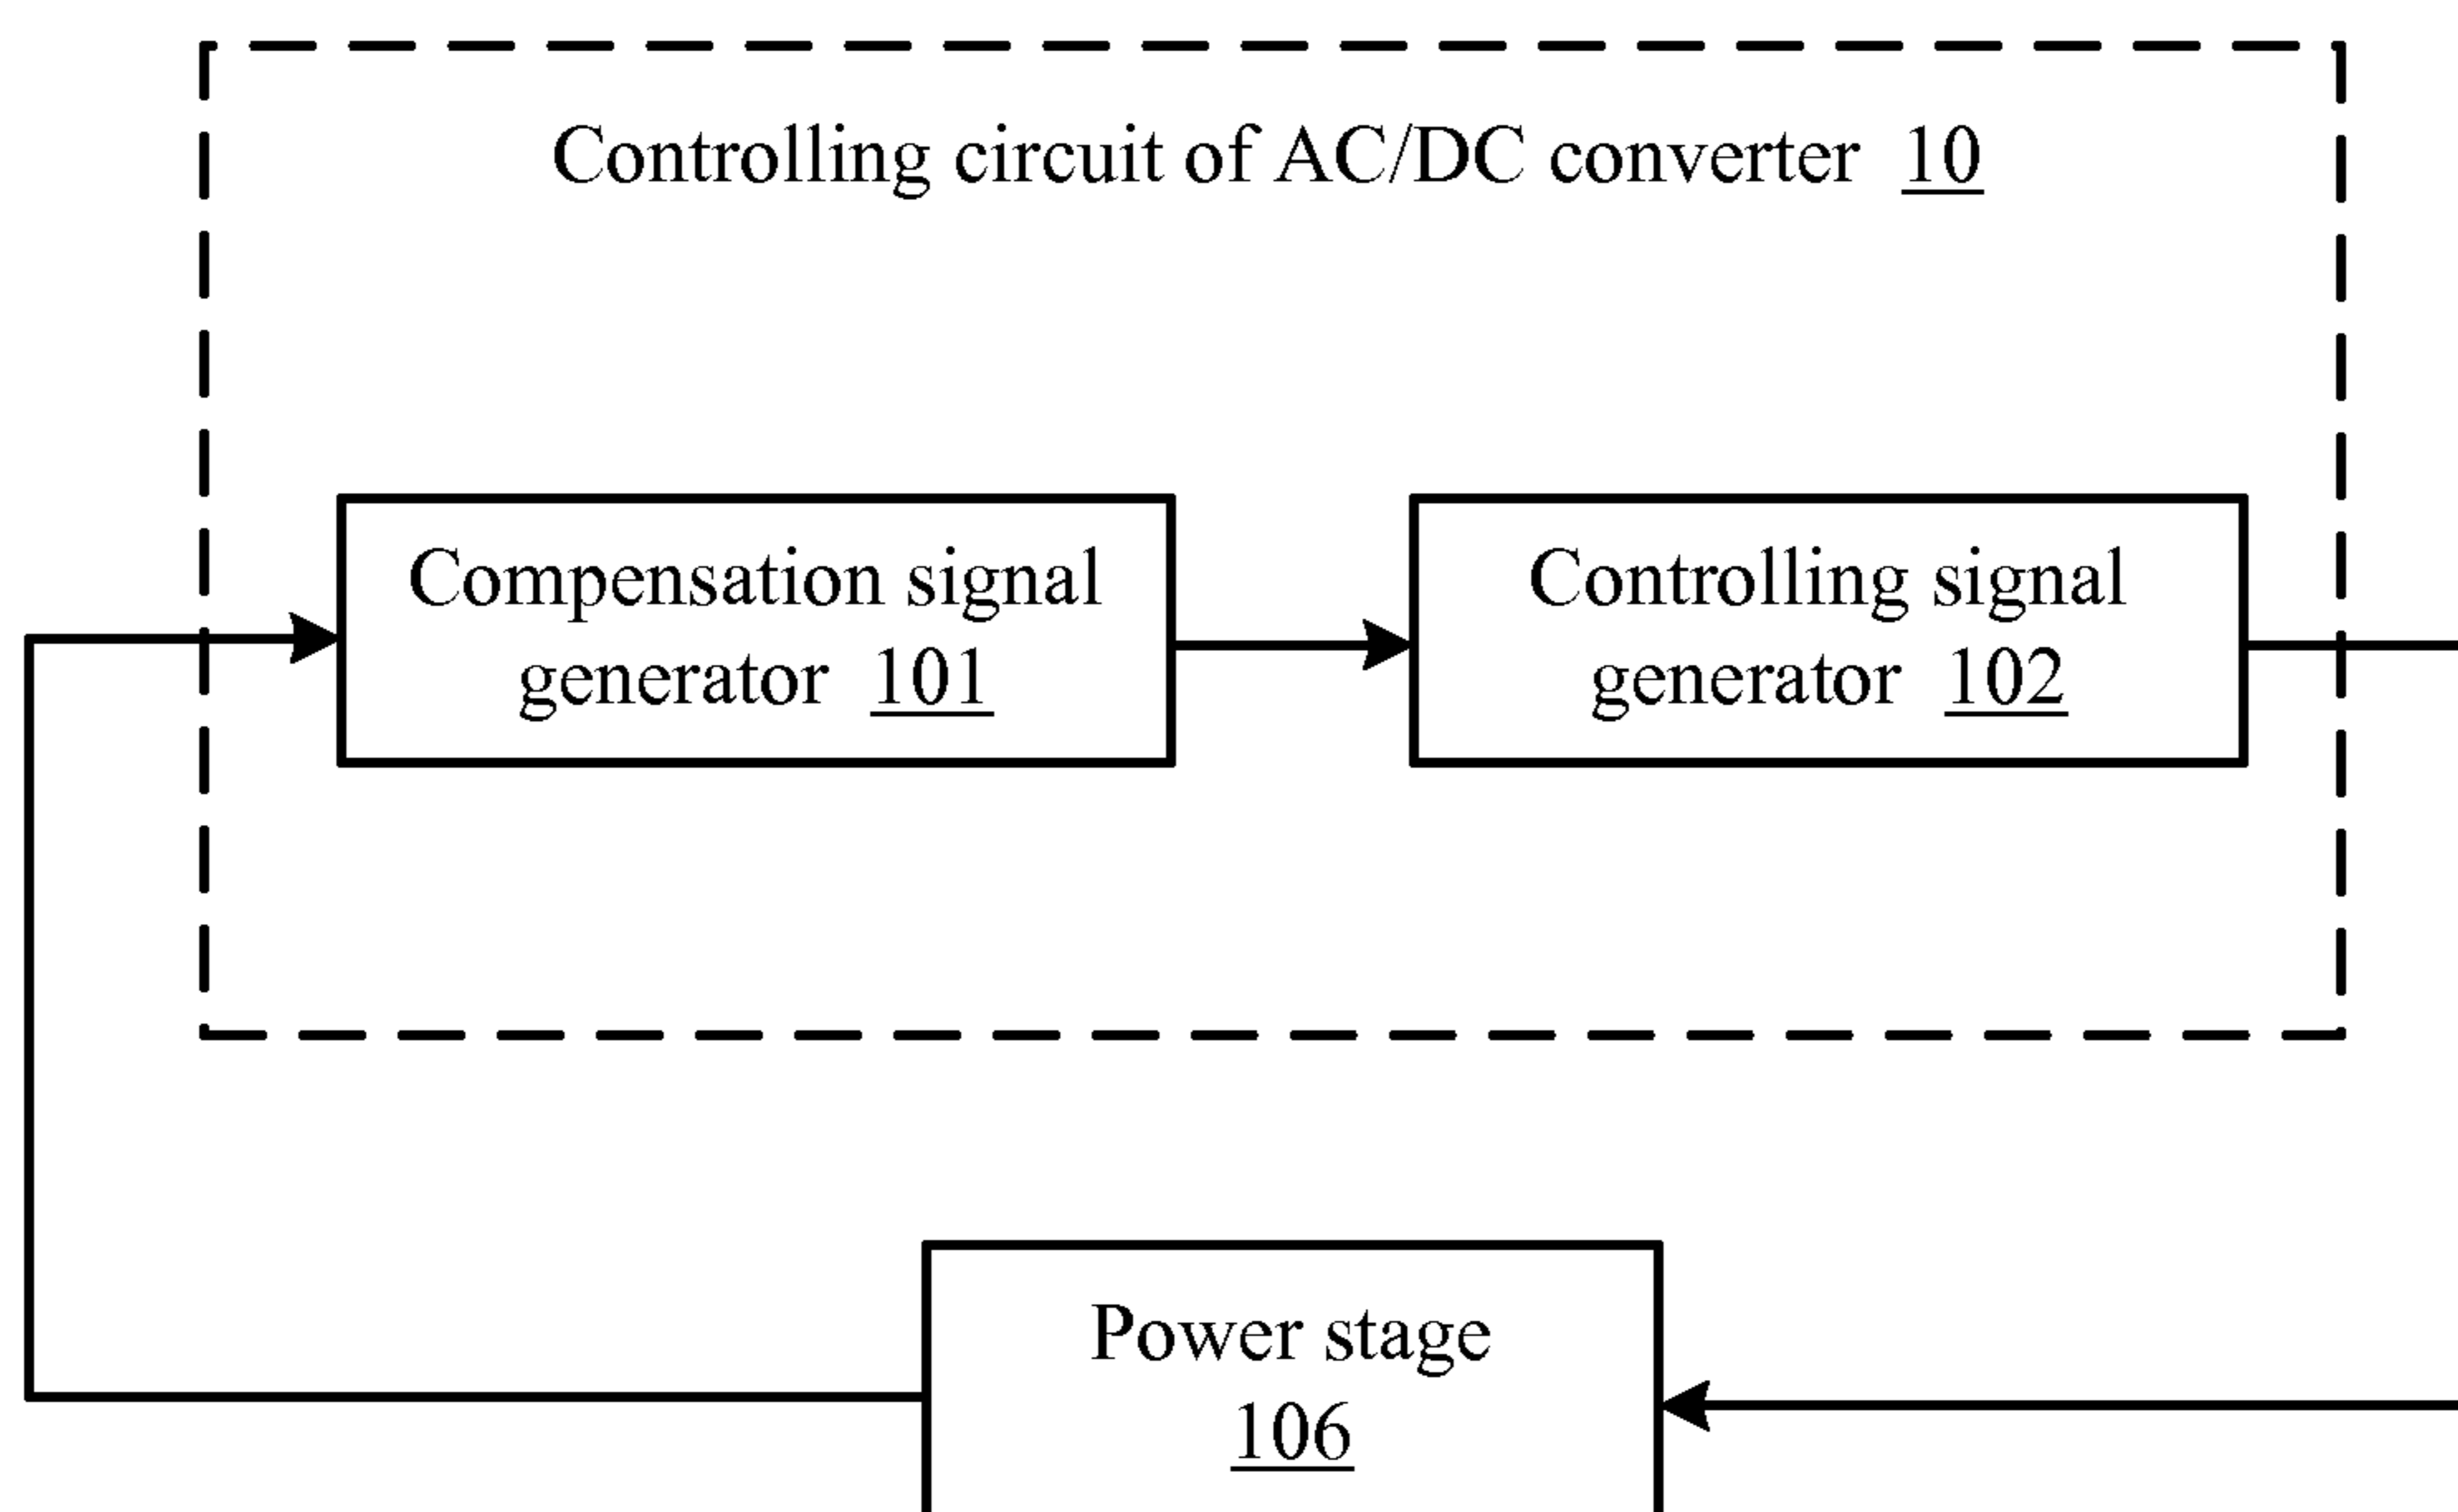 Controlling circuit of AC/DC converter 10
Compensation signal
generator 101
Controlling signal
generator 102
Power stage
106